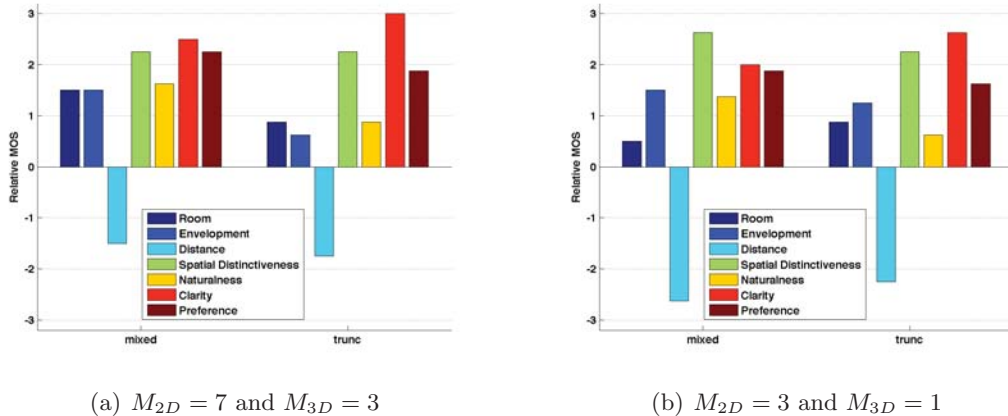 3
2
1
0
-1
-2
-3
Relative MOS
Room
Envelopment
Distance
Spatial Distinctiveness
Naturalness
Clarity
Preference
mixed
trunc
(a) M2D = 7 and M3D = 3
3
2
1
0
-1
-2
-3
Relative MOS
Room
Envelopment
Distance
Spatial Distinctiveness
Naturalness
Clarity
Preference
mixed
trunc
(b) M2D = 3 and M3D = 1